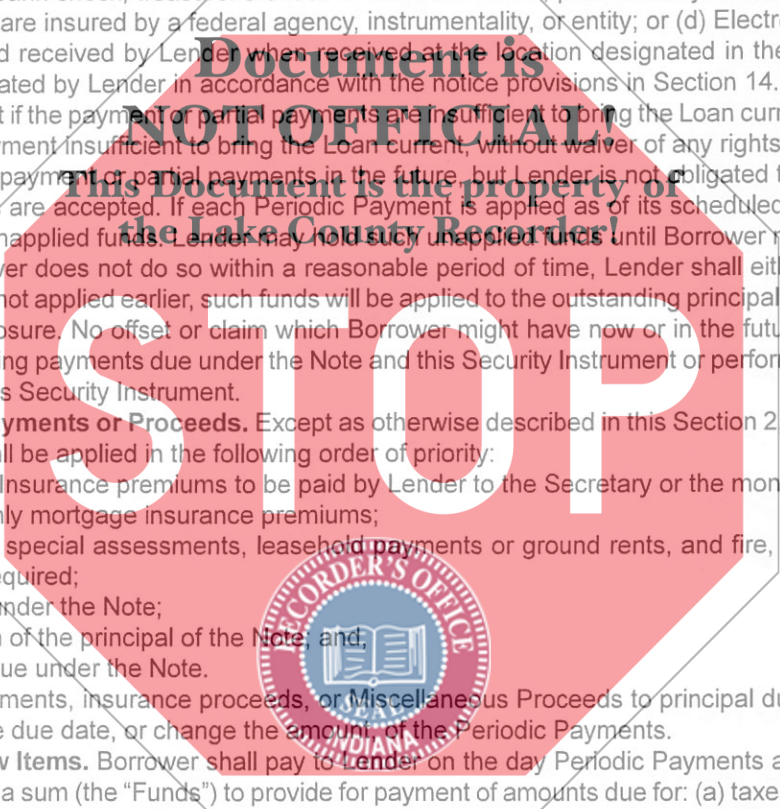 are insured by a federal agency, instrumentality, or entity; or (d) Electro
d received by Lender when received at the location designated in the
Document is
ated by Lender in accordance with the notice provisions in Section 14.
t if the payment or partial payments are insufficient to bring the Loan curr
NOT OFFICIAL!
yment insufficient to bring the Loan current, without waiver of any rights
payment or partial payments in the future, but Lender is not obligated t
This Document is the property of
s are accepted. If each Periodic Payment is applied as of its scheduled
the Lake County Recorder!
napplied funds. Lender may hold such unapplied funds until Borrower m
ver does not do so within a reasonable period of time, Lender shall eit
not applied earlier, such funds will be applied to the outstanding principal
osure. No offset or claim which Borrower might have now or in the futu
ing payments due under the Note and this Security Instrument or perfor
s Security Instrument.
STOP
yments or Proceeds. Except as otherwise described in this Section 2
ll be applied in the following order of priority:
Insurance premiums to be paid by Lender to the Secretary or the mon
nly mortgage insurance premiums;
special assessments, leasehold payments or ground rents, and fire,
equired;
under the Note;
n of the principal of the Note; and,
ue under the Note.
RECORDER'S OFFICE
SEAL
INDIANA
ments, insurance proceeds, or Miscellaneous Proceeds to principal du
e due date, or change the amount, of the Periodic Payments.
w Items. Borrower shall pay to Lender on the day Periodic Payments a
a sum (the “Funds”) to provide for payment of amounts due for: (a) taxe